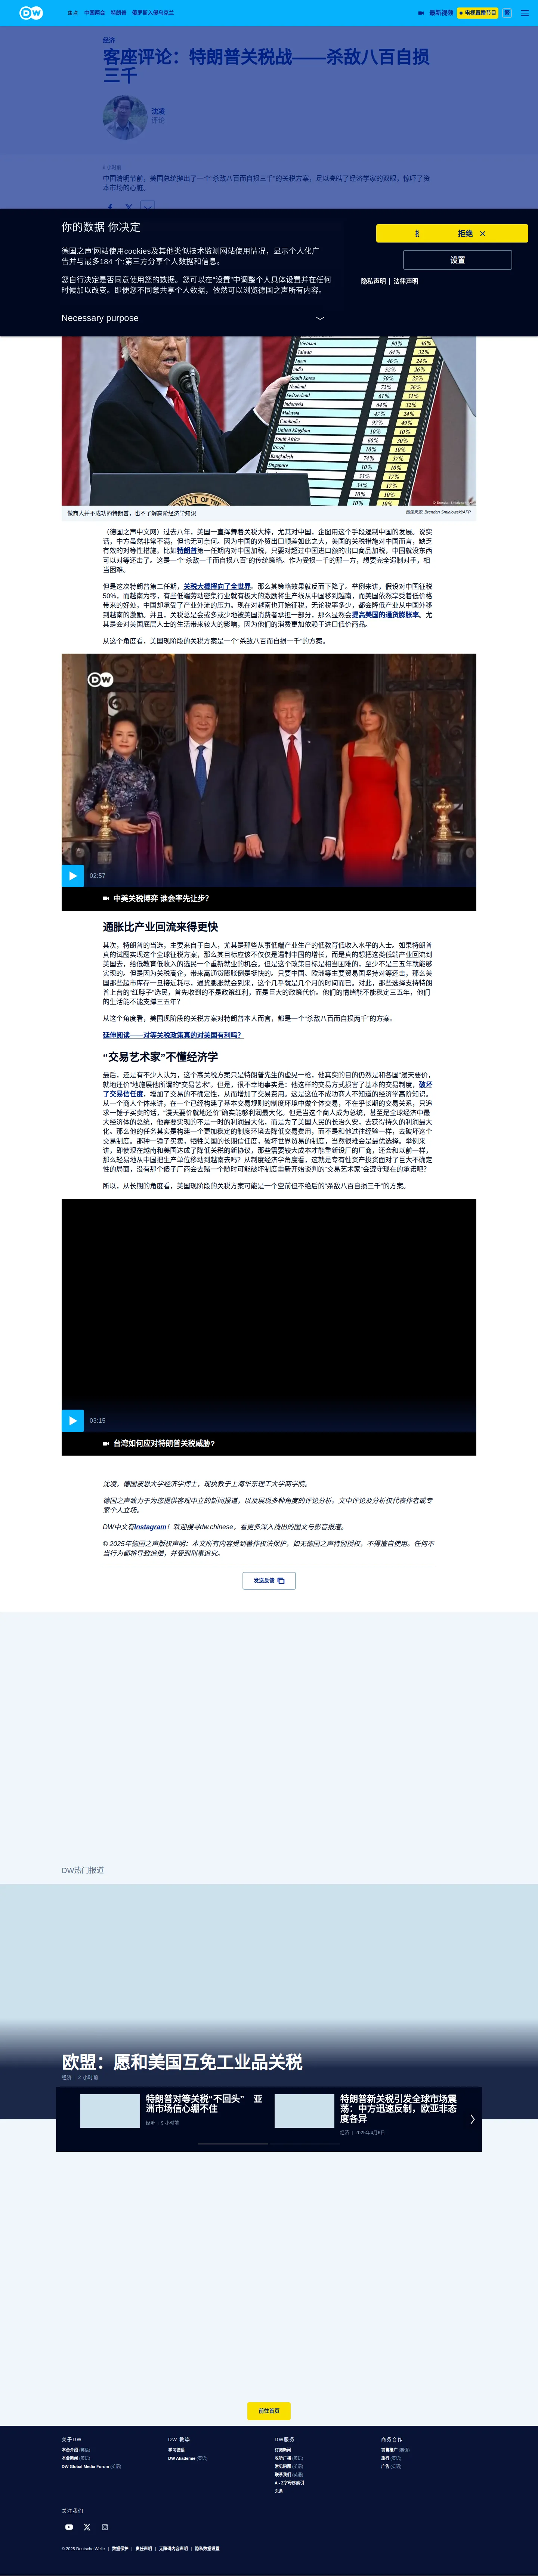 DW
焦点
中国两会
特朗普
俄罗斯入侵乌克兰
最新视频
电视直播节目
繁
经济
客座评论：特朗普关税战——杀敌八百自损
三千
沈凌
评论
中国清明节前，美国总统抛出了一个“杀敌八百而自损三千”的关税方案，足以亮瞎了经济学家的双眼，惊吓了资
本市场的心脏。
你的数据 你决定
拒绝
德国之声'网站使用cookies及其他类似技术监测网站使用情况，显示个人化广
告并与最多184 个;第三方分享个人数据和信息。
设置
您自行决定是否同意使用您的数据。您可以在“设置”中调整个人具体设置并在任何
时候加以改变。即使您不同意共享个人数据，依然可以浏览德国之声所有内容。
隐私声明 | 法律声明
Necessary purpose
Vietnam 90% 46%
Taiwan 64% 32%
Japan 46% 24%
India 52% 26%
South Korea 50% 25%
Thailand 72% 36%
Switzerland 61% 31%
Indonesia 64% 32%
Malaysia 47% 24%
Cambodia 97% 49%
United Kingdom 10% 10%
South Africa 60% 30%
Brazil 10% 10%
Bangladesh 74% 37%
Singapore 10% 10%
做商人并不成功的特朗普，也不了解高阶经济学知识
图像来源: Brendan Smialowski/AFP
（德国之声中文网）过去八年，美国一直挥舞着关税大棒，尤其对中国，企图用这个手段遏制中国的发展。说实
话，中方虽然非常不满，但也无可奈何。因为中国的外贸出口顺差如此之大，美国的关税措施对中国而言，缺乏
有效的对等性措施。比如特朗普第一任期内对中国加税，只要对超过中国进口额的出口商品加税，中国就没东西
可以对等还击了。这是一个“杀敌一千而自损八百”的传统策略。作为受损一千的那一方，想要完全遏制对手，相
当困难。
但是这次特朗普第二任期，关税大棒挥向了全世界。那么其策略效果就反而下降了。举例来讲，假设对中国征税
50%。而越南为零，有些低端劳动密集行业就有极大的激励将生产线从中国移到越南，而美国依然享受着低价格
带来的好处，中国却承受了产业外流的压力。现在对越南也开始征税，无论税率多少，都会降低产业从中国外移
到越南的激励。并且，关税总是会或多或少地被美国消费者承担一部分，那么显然会提高美国的通货膨胀率。尤
其是会对美国底层人士的生活带来较大的影响，因为他们的消费更加依赖于进口低价商品。
从这个角度看，美国现阶段的关税方案是一个“杀敌八百而自损一千”的方案。
DW
02:57
中美关税博弈 谁会率先让步？
通胀比产业回流来得更快
其次，特朗普的当选，主要来自于白人，尤其是那些从事低端产业生产的低教育低收入水平的人士。如果特朗普
真的试图实现这个全球征税方案，那么其目标应该不仅仅是遏制中国的增长，而是真的想把这类低端产业回流到
美国去，给低教育低收入的选民一个重新就业的机会。但是这个政策目标是相当困难的，至少不是三五年就能够
实现的。但是因为关税高企，带来高通货膨胀倒是挺快的。只要中国、欧洲等主要贸易国坚持对等还击，那么美
国那些超市库存一旦接近耗尽，通货膨胀就会到来，这个几乎就是几个月的时间而已。对此，那些选择支持特朗
普上台的“红脖子”选民，首先收到的不是政策红利，而是巨大的政策代价。他们的情绪能不能稳定三五年，他们
的生活能不能支撑三五年？
从这个角度看，美国现阶段的关税方案对特朗普本人而言，都是一个“杀敌八百而自损两千”的方案。
延伸阅读——对等关税政策真的对美国有利吗？
“交易艺术家”不懂经济学
最后，还是有不少人认为，这个高关税方案只是特朗普先生的虚晃一枪，他真实的目的仍然是和各国“漫天要价，
就地还价”地施展他所谓的“交易艺术”。但是，很不幸地事实是：他这样的交易方式损害了基本的交易制度，破坏
了交易信任度，增加了交易的不确定性，从而增加了交易费用。这是这位不成功商人不知道的经济学高阶知识。
从一个商人个体来讲，在一个已经构建了基本交易规则的制度环境中做个体交易，不在乎长期的交易关系，只追
求一锤子买卖的话，“漫天要价就地还价”确实能够利润最大化。但是当这个商人成为总统，甚至是全球经济中最
大经济体的总统，他需要实现的不是一时的利润最大化，而是为了美国人民的长治久安，去获得持久的利润最大
化。那么他的任务其实是构建一个更加稳定的制度环境去降低交易费用，而不是和他过往经验一样，去破坏这个
交易制度。那种一锤子买卖，牺牲美国的长期信任度，破坏世界贸易的制度，当然很难会是最优选择。举例来
讲，即使现在越南和美国达成了降低关税的新协议，那些需要较大成本才能重新设厂的厂商，还会和以前一样，
那么轻易地从中国把生产单位移动到越南去吗？从制度经济学角度看，这就是专有性资产投资面对了巨大不确定
性的局面，没有那个傻子厂商会去赌一个随时可能破坏制度重新开始谈判的“交易艺术家”会遵守现在的承诺吧？
所以，从长期的角度看，美国现阶段的关税方案可能是一个空前但不绝后的“杀敌八百自损三千”的方案。
03:15
台湾如何应对特朗普关税威胁？
沈凌，德国波恩大学经济学博士，现执教于上海华东理工大学商学院。
德国之声致力于为您提供客观中立的新闻报道，以及展现多种角度的评论分析。文中评论及分析仅代表作者或专
家个人立场。
DW中文有Instagram！欢迎搜寻dw.chinese，看更多深入浅出的图文与影音报道。
© 2025年德国之声版权声明：本文所有内容受到著作权法保护，如无德国之声特别授权，不得擅自使用。任何不
当行为都将导致追偿，并受到刑事追究。
发送反馈
DW热门报道
欧盟：愿和美国互免工业品关税
经济 | 2 小时前
特朗普对等关税“不回头” 亚
洲市场信心绷不住
经济 | 9 小时前
特朗普新关税引发全球市场震
荡：中方迅速反制，欧亚非态
度各异
经济 | 2025年4月6日
前往首页
关于DW
本台介绍 (英语)
本台新闻 (英语)
DW Global Media Forum (英语)
DW 教学
学习德语
DW Akademie (英语)
DW服务
订阅新闻
收听广播 (英语)
常见问题 (英语)
联系我们 (英语)
A - Z字母序索引
头条
商务合作
销售推广 (英语)
旅行 (英语)
广告 (英语)
关注我们
© 2025 Deutsche Welle | 数据保护 | 责任声明 | 无障碍内容声明 | 隐私数据设置